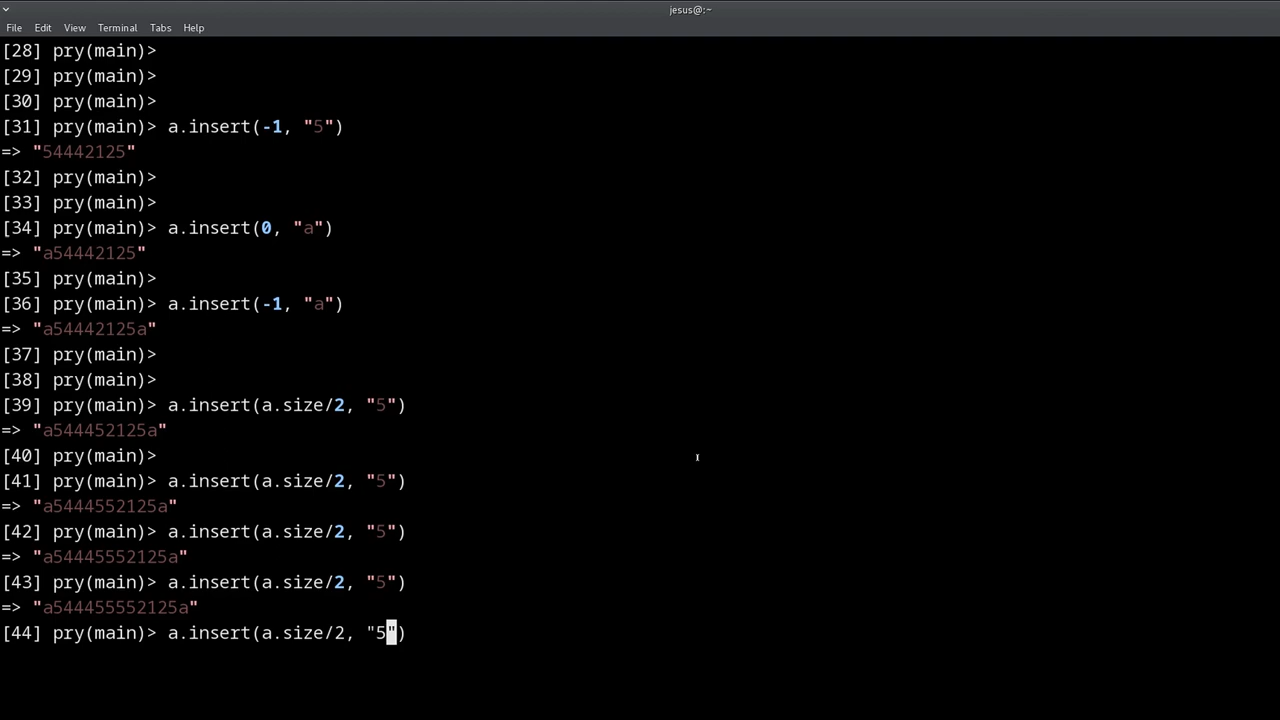 jesus@:~
File Edit View Terminal Tabs Help
[28] pry(main)>
[29] pry(main)>
[30] pry(main)>
[31] pry(main)> a.insert(-1, "5")
=> "54442125"
[32] pry(main)>
[33] pry(main)>
[34] pry(main)> a.insert(0, "a")
=> "a54442125"
[35] pry(main)>
[36] pry(main)> a.insert(-1, "a")
=> "a54442125a"
[37] pry(main)>
[38] pry(main)>
[39] pry(main)> a.insert(a.size/2, "5")
=> "a544452125a"
[40] pry(main)>
[41] pry(main)> a.insert(a.size/2, "5")
=> "a5444552125a"
[42] pry(main)> a.insert(a.size/2, "5")
=> "a54445552125a"
[43] pry(main)> a.insert(a.size/2, "5")
=> "a544455552125a"
[44] pry(main)> a.insert(a.size/2, "5")